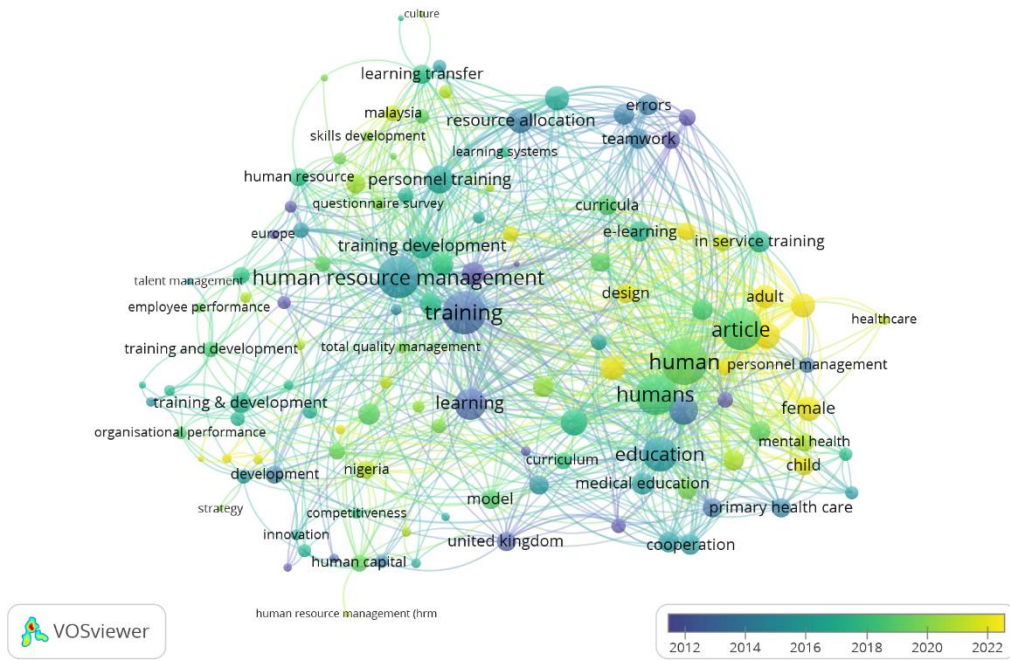 culture
learning transfer
malaysia
errors
resource allocation
skills development
teamwork
learning systems
human resource
personnel training
questionnaire survey
curricula
europe
e-learning
training development
in service training
talent management
human resource management
design
adult
employee performance
training
article
healthcare
training and development
total quality management
human
personnel management
training & development
learning
humans
female
organisational performance
mental health
education
curriculum
child
development
nigeria
medical education
strategy
competitiveness
model
primary health care
innovation
united kingdom
cooperation
human capital
human resource management (hrm
VOSviewer
2012 2014 2016 2018 2020 2022